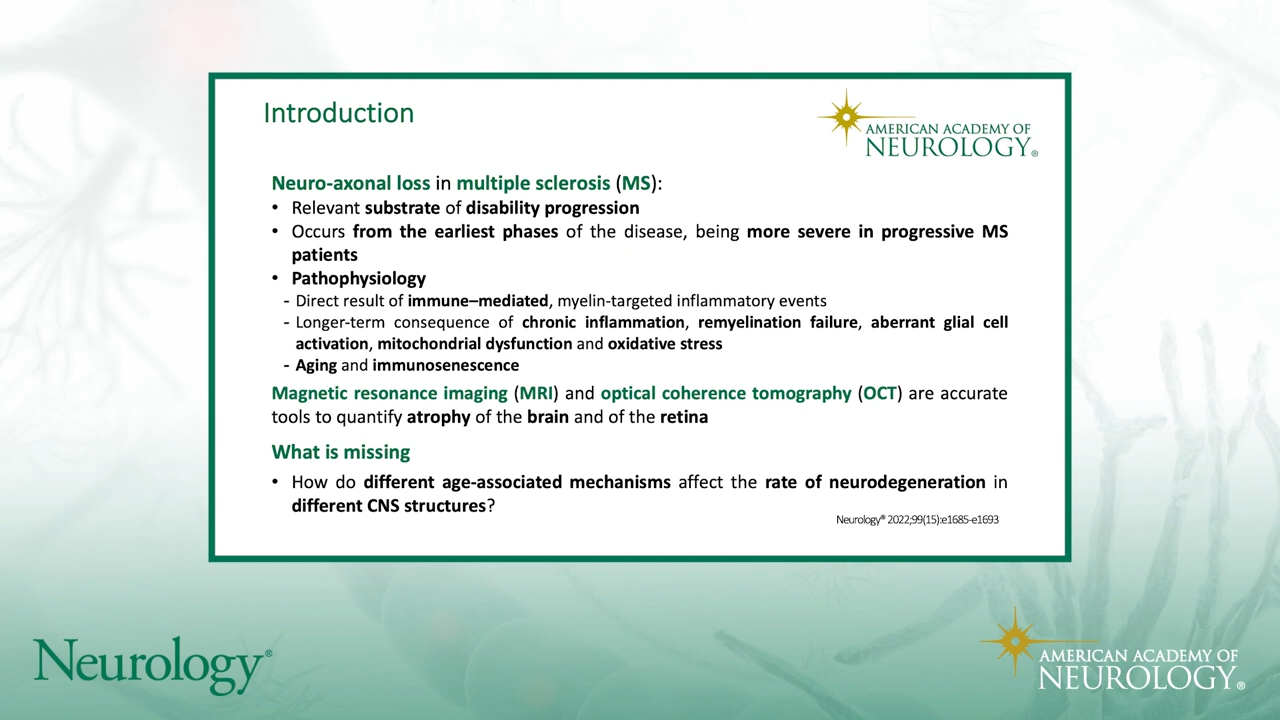 Introduction
AMERICAN ACADEMY OF
NEUROLOGY®
Neuro-axonal loss in multiple sclerosis (MS):
• Relevant substrate of disability progression
• Occurs from the earliest phases of the disease, being more severe in progressive MS
patients
• Pathophysiology
- Direct result of immune–mediated, myelin-targeted inflammatory events
- Longer-term consequence of chronic inflammation, remyelination failure, aberrant glial cell
activation, mitochondrial dysfunction and oxidative stress
- Aging and immunosenescence
Magnetic resonance imaging (MRI) and optical coherence tomography (OCT) are accurate
tools to quantify atrophy of the brain and of the retina
What is missing
• How do different age-associated mechanisms affect the rate of neurodegeneration in
different CNS structures?
Neurology® 2022;99(15):e1685-e1693
Neurology®
AMERICAN ACADEMY OF
NEUROLOGY®